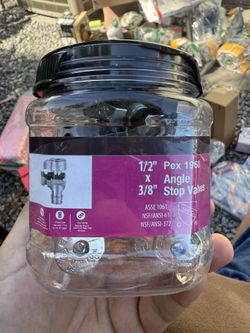 1/2" Pex 1960
x Angle
3/8" Stop Valves
ASSE 1061
NSF/ANSI-61
NSF/ANSI-372